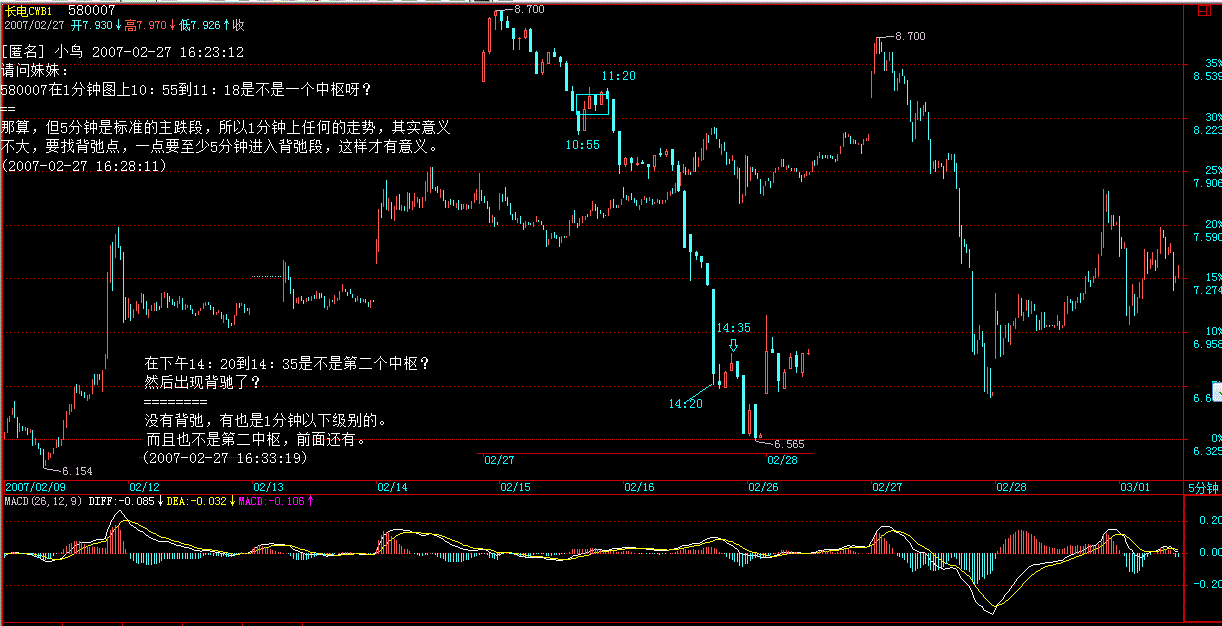 长电CWB1 580007
2007/02/27 开7.930↓高7.970↓低7.926↑收
[匿名] 小鸟 2007-02-27 16:23:12
请问妹妹：
580007在1分钟图上10：55到11：18是不是一个中枢呀？
==
那算，但5分钟是标准的主跌段，所以1分钟上任何的走势，其实意义
不大，要找背弛点，一点要至少5分钟进入背弛段，这样才有意义。
(2007-02-27 16:28:11)
8.700
11:20
10:55
8.700
14:35
14:20
6.565
02/27
02/28
在下午14：20到14：35是不是第二个中枢？
然后出现背驰了？
========
没有背弛，有也是1分钟以下级别的。
而且也不是第二中枢，前面还有。
(2007-02-27 16:33:19)
6.154
35%
8.539
30%
8.223
25%
7.906
20%
7.590
15%
7.274
10%
6.958
6.6
0%
6.325
2007/02/09 02/12 02/13 02/14 02/15 02/16 02/26 02/27 02/28 03/01 5分钟
MACD(26,12,9) DIFF:-0.085↓DEA:-0.032↓MACD:-0.106↑
0.20
0.00
-0.20